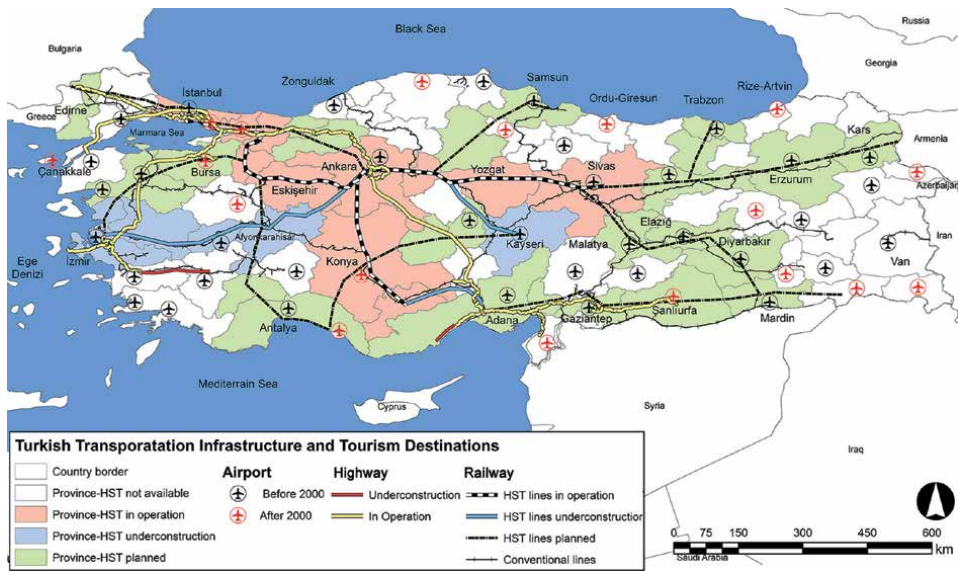 Black Sea
Russia
Bulgaria
Georgia
Zonguldak
Samsun
İstanbul
Rize-Artvin
Edirne
Ordu-Giresun
Trabzon
Greece
Marmara Sea
Kars
Armenia
Çanakkale
Bursa
Ankara
Yozgat
Sivas
Erzurum
Azerbaijan
Eskişehir
Elazığ
Afyonkarahisar
Kayseri
Malatya
Diyarbakır
Iran
Ege
Denizi
İzmir
Konya
Van
Antalya
Adana
Gaziantep
Şanlıurfa
Mardin
Mediterrain Sea
Cyprus
Syria
Iraq
Turkish Transporatation Infrastructure and Tourism Destinations
Country border
Province-HST not available
Province-HST in operation
Province-HST underconstruction
Province-HST planned
Airport
Before 2000
After 2000
Highway
Underconstruction
In Operation
Railway
HST lines in operation
HST lines underconstruction
HST lines planned
Conventional lines
0 75 150 300 450 600
km
Saudi Arabia